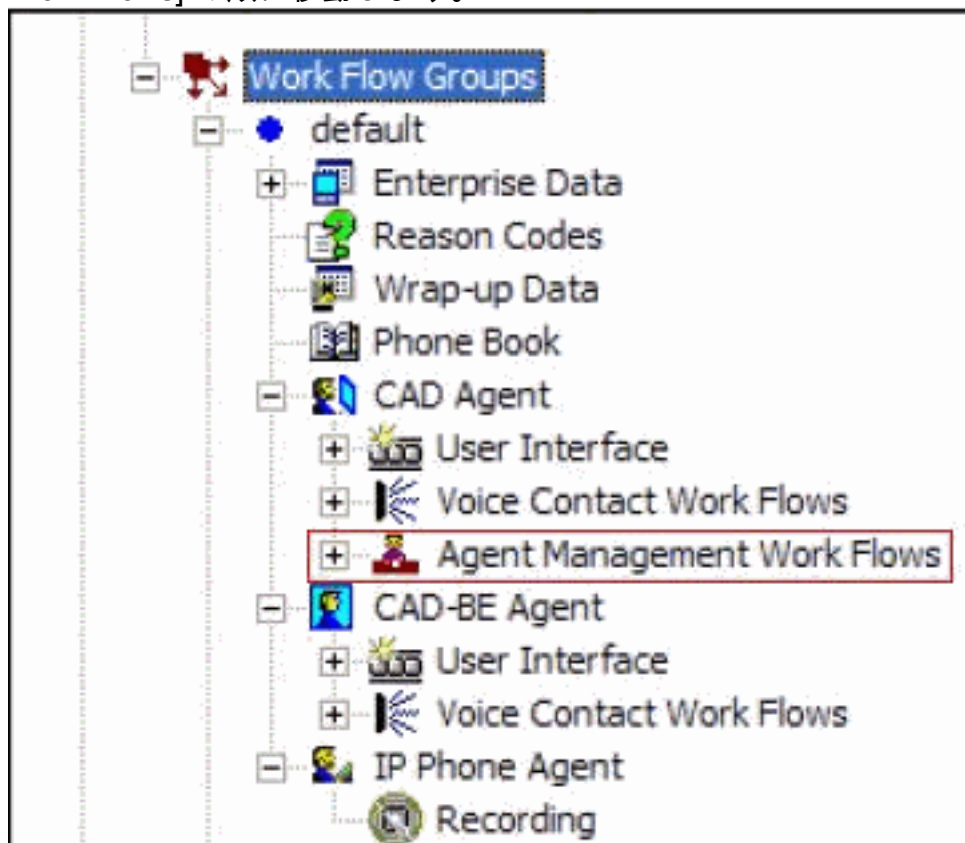 Work Flow Groups
default
Enterprise Data
Reason Codes
Wrap-up Data
Phone Book
CAD Agent
User Interface
Voice Contact Work Flows
Agent Management Work Flows
CAD-BE Agent
User Interface
Voice Contact Work Flows
IP Phone Agent
Recording